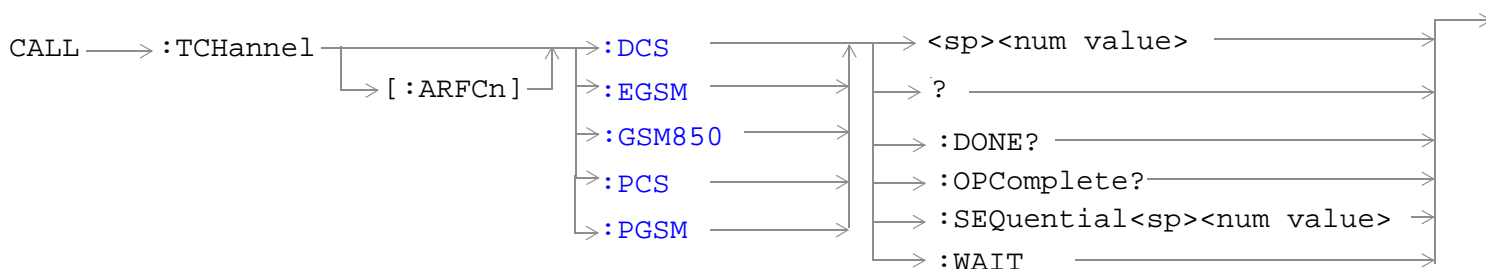 CALL :TCHannel :DCS <sp><num value>
[:ARFCn] :EGSM ?
:GSM850 :DONE?
:PCS :OPComplete?
:PGSM :SEQuential<sp><num value>
:WAIT